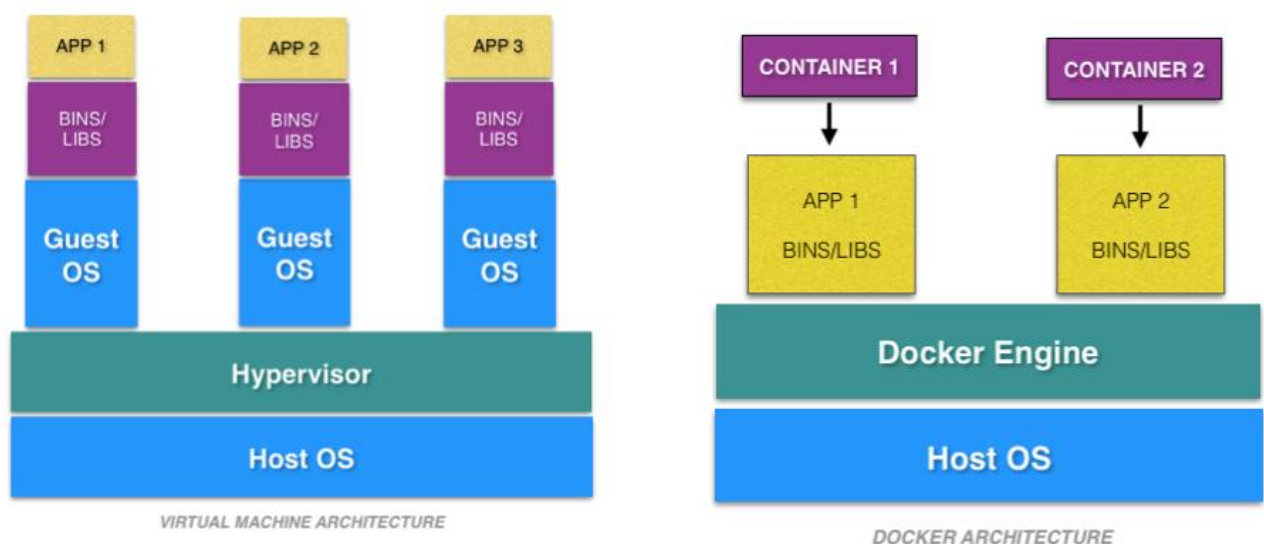 APP 1
BINS/
LIBS
Guest
OS
APP 2
BINS/
LIBS
Guest
OS
APP 3
BINS/
LIBS
Guest
OS
Hypervisor
Host OS
VIRTUAL MACHINE ARCHITECTURE
CONTAINER 1
APP 1
BINS/LIBS
CONTAINER 2
APP 2
BINS/LIBS
Docker Engine
Host OS
DOCKER ARCHITECTURE